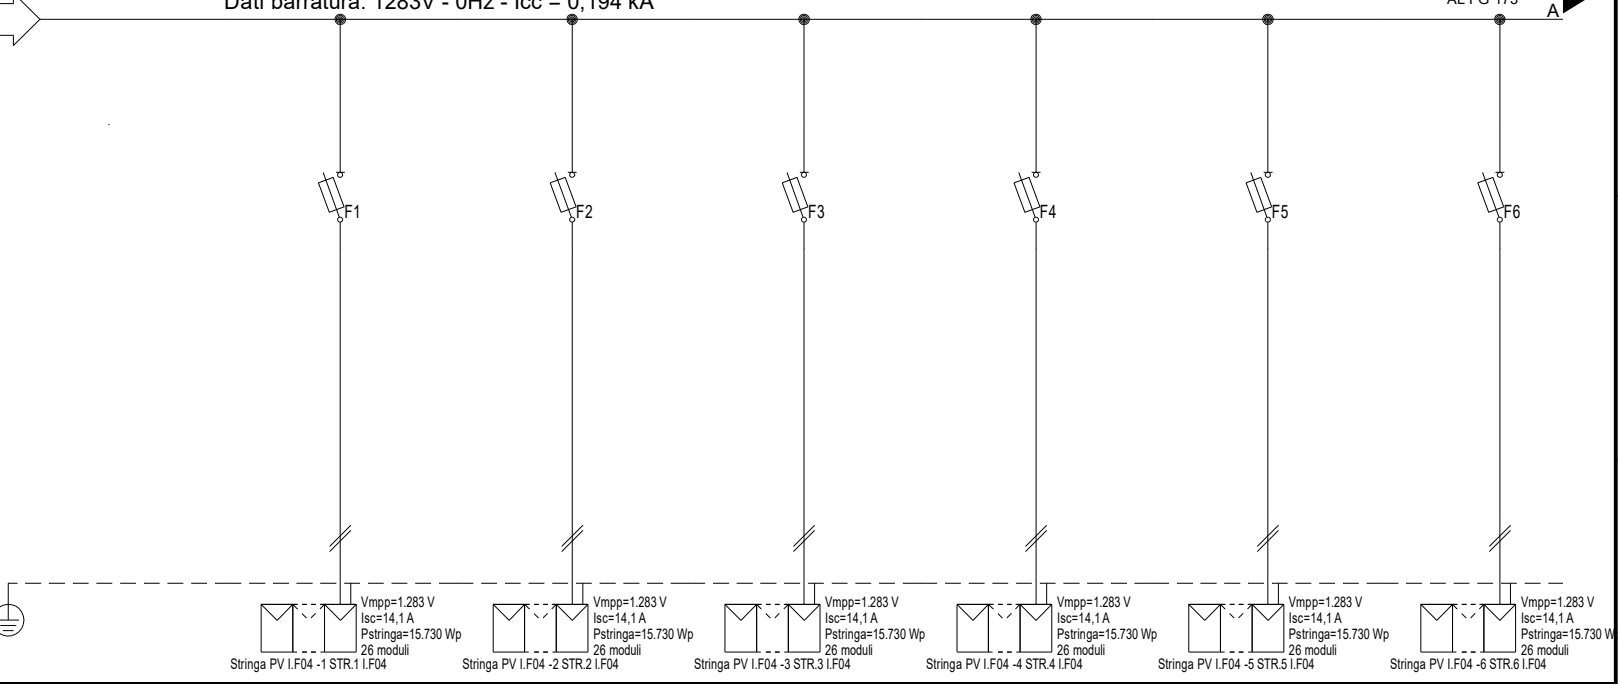 Dati barratura: 1283V - 0Hz - Icc = 0,194 kA
A
F1
F2
F3
F4
F5
F6
Vmpp=1.283 V
Isc=14,1 A
Pstringa=15.730 Wp
26 moduli
Stringa PV I.F04 -1 STR.1 I.F04
Vmpp=1.283 V
Isc=14,1 A
Pstringa=15.730 Wp
26 moduli
Stringa PV I.F04 -2 STR.2 I.F04
Vmpp=1.283 V
Isc=14,1 A
Pstringa=15.730 Wp
26 moduli
Stringa PV I.F04 -3 STR.3 I.F04
Vmpp=1.283 V
Isc=14,1 A
Pstringa=15.730 Wp
26 moduli
Stringa PV I.F04 -4 STR.4 I.F04
Vmpp=1.283 V
Isc=14,1 A
Pstringa=15.730 Wp
26 moduli
Stringa PV I.F04 -5 STR.5 I.F04
Vmpp=1.283 V
Isc=14,1 A
Pstringa=15.730 W
26 moduli
Stringa PV I.F04 -6 STR.6 I.F04